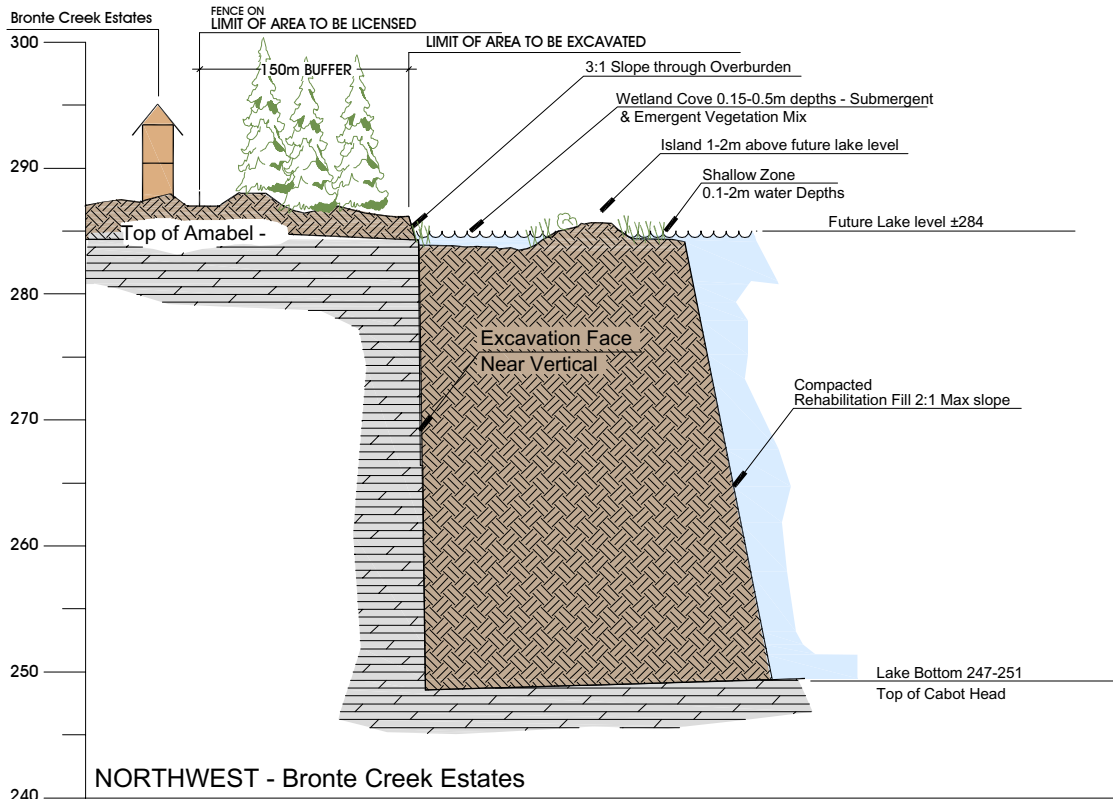 Bronte Creek Estates
FENCE ON
LIMIT OF AREA TO BE LICENSED
LIMIT OF AREA TO BE EXCAVATED
300
150m BUFFER
3:1 Slope through Overburden
Wetland Cove 0.15-0.5m depths - Submergent
& Emergent Vegetation Mix
Island 1-2m above future lake level
290
Shallow Zone
0.1-2m water Depths
Future Lake level ±284
Top of Amabel -
280
Excavation Face
Near Vertical
Compacted
Rehabilitation Fill 2:1 Max slope
270
260
250
Lake Bottom 247-251
Top of Cabot Head
NORTHWEST - Bronte Creek Estates
240